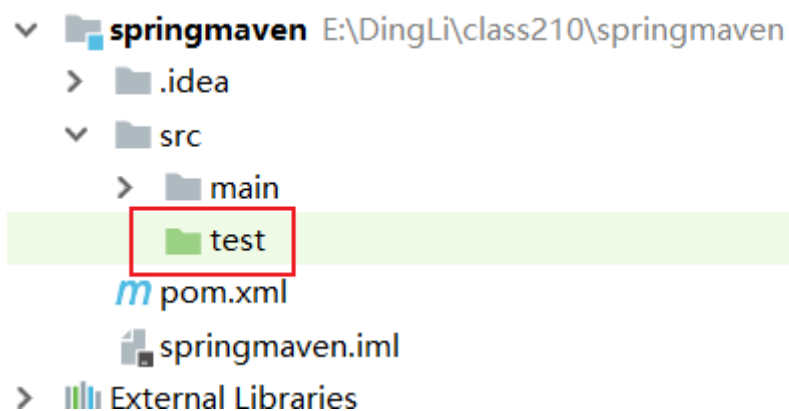 springmaven E:\DingLi\class210\springmaven
.idea
src
main
test
pom.xml
springmaven.iml
External Libraries